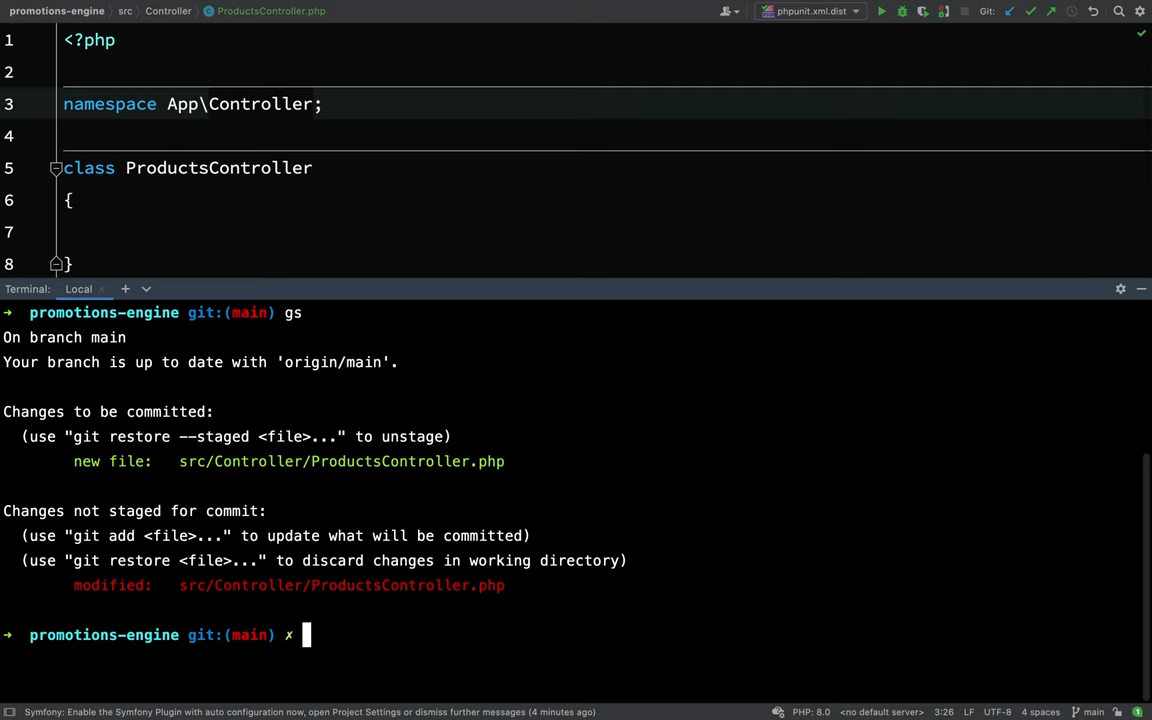 promotions-engine src Controller ProductsController.php phpunit.xml.dist Git:
1 <?php
2
3 namespace App\Controller;
4
5 class ProductsController
6 {
7
8 }
Terminal: Local
→ promotions-engine git:(main) gs
On branch main
Your branch is up to date with 'origin/main'.
Changes to be committed:
(use "git restore --staged <file>..." to unstage)
new file: src/Controller/ProductsController.php
Changes not staged for commit:
(use "git add <file>..." to update what will be committed)
(use "git restore <file>..." to discard changes in working directory)
modified: src/Controller/ProductsController.php
→ promotions-engine git:(main) ✗
Symfony: Enable the Symfony Plugin with auto configuration now, open Project Settings or dismiss further messages (4 minutes ago) PHP: 8.0 <no default server> 3:26 LF UTF-8 4 spaces main 1